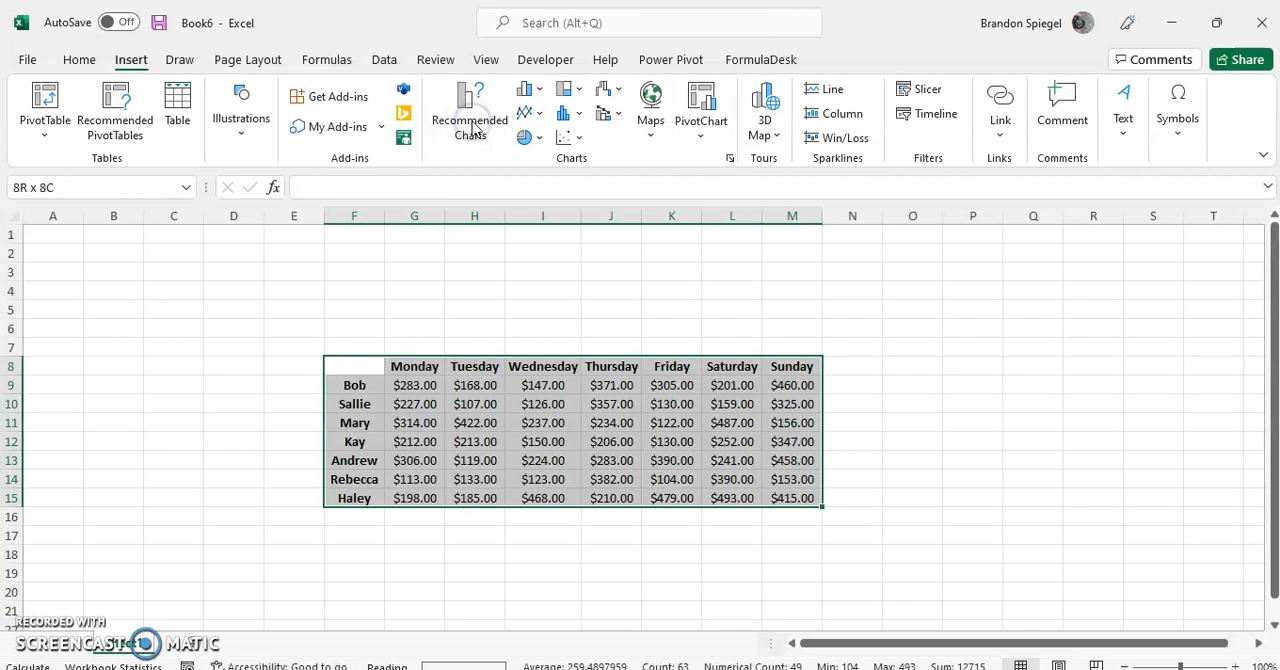 AutoSave Off Book6 - Excel Search (Alt+Q) Brandon Spiegel
File Home Insert Draw Page Layout Formulas Data Review View Developer Help Power Pivot FormulaDesk Comments Share
PivotTable Recommended PivotTables Table Illustrations Get Add-ins My Add-ins Recommended Charts Maps PivotChart 3D Map Line Column Win/Loss Slicer Timeline Link Comment Text Symbols
Tables Add-ins Charts Tours Sparklines Filters Links Comments
8R x 8C fx
A B C D E F G H I J K L M N O P Q R S T
1
2
3
4
5
6
7
8 Monday Tuesday Wednesday Thursday Friday Saturday Sunday
9 Bob $283.00 $168.00 $147.00 $371.00 $305.00 $201.00 $460.00
10 Sallie $227.00 $107.00 $126.00 $357.00 $130.00 $159.00 $325.00
11 Mary $314.00 $422.00 $237.00 $234.00 $122.00 $487.00 $156.00
12 Kay $212.00 $213.00 $150.00 $206.00 $130.00 $252.00 $347.00
13 Andrew $306.00 $119.00 $224.00 $283.00 $390.00 $241.00 $458.00
14 Rebecca $113.00 $133.00 $123.00 $382.00 $104.00 $390.00 $153.00
15 Haley $198.00 $185.00 $468.00 $210.00 $479.00 $493.00 $415.00
16
17
18
19
20
21
RECORDED WITH
SCREENCAST MATIC
Calculate Workbook Statistics Accessibility: Good to go Reading Average: 259.4897959 Count: 63 Numerical Count: 49 Min: 104 Max: 493 Sum: 12715